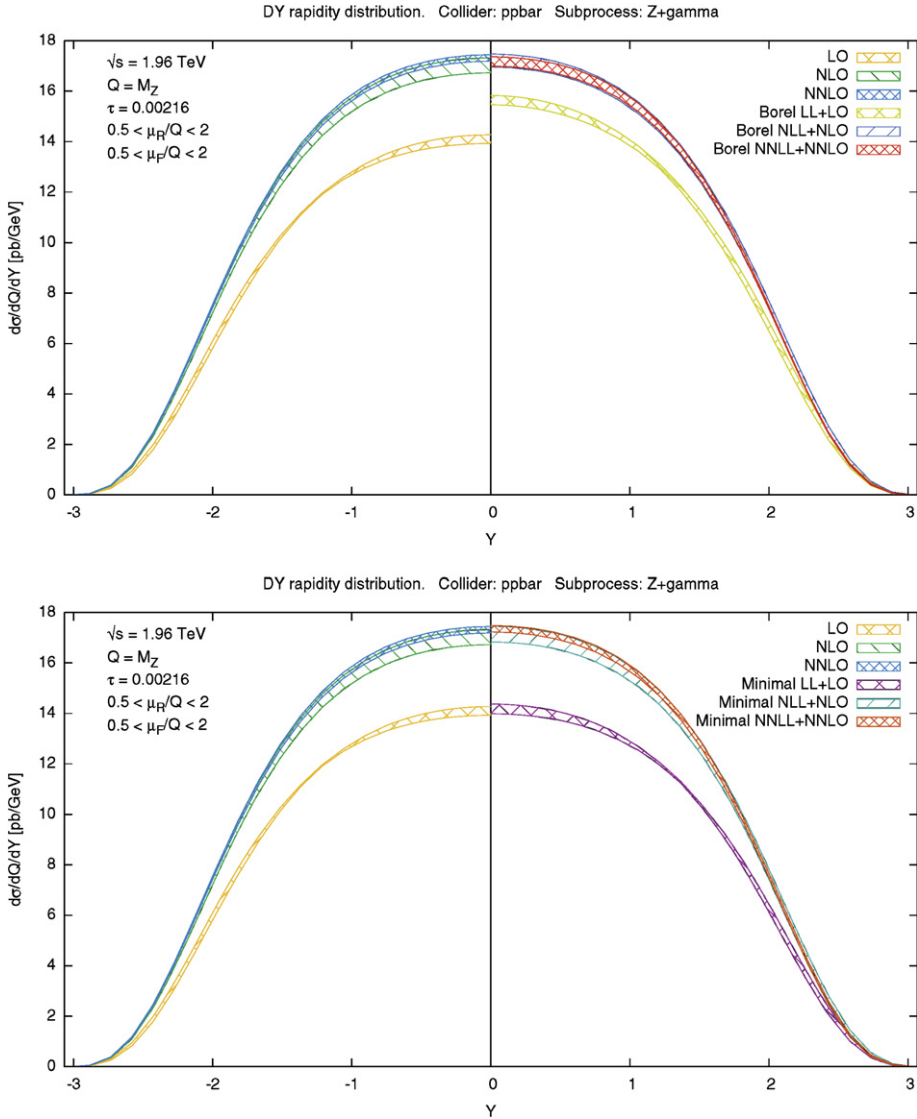 DY rapidity distribution. Collider: ppbar Subprocess: Z+gamma
18
16
14
12
10
8
6
4
2
0
dσ/dQ/dY [pb/GeV]
√s = 1.96 TeV
Q = M_Z
τ = 0.00216
0.5 < μ_R/Q < 2
0.5 < μ_F/Q < 2
LO
NLO
NNLO
Borel LL+LO
Borel NLL+NLO
Borel NNLL+NNLO
-3 -2 -1 0 1 2 3
Y
DY rapidity distribution. Collider: ppbar Subprocess: Z+gamma
18
16
14
12
10
8
6
4
2
0
dσ/dQ/dY [pb/GeV]
√s = 1.96 TeV
Q = M_Z
τ = 0.00216
0.5 < μ_R/Q < 2
0.5 < μ_F/Q < 2
LO
NLO
NNLO
Minimal LL+LO
Minimal NLL+NLO
Minimal NNLL+NNLO
-3 -2 -1 0 1 2 3
Y